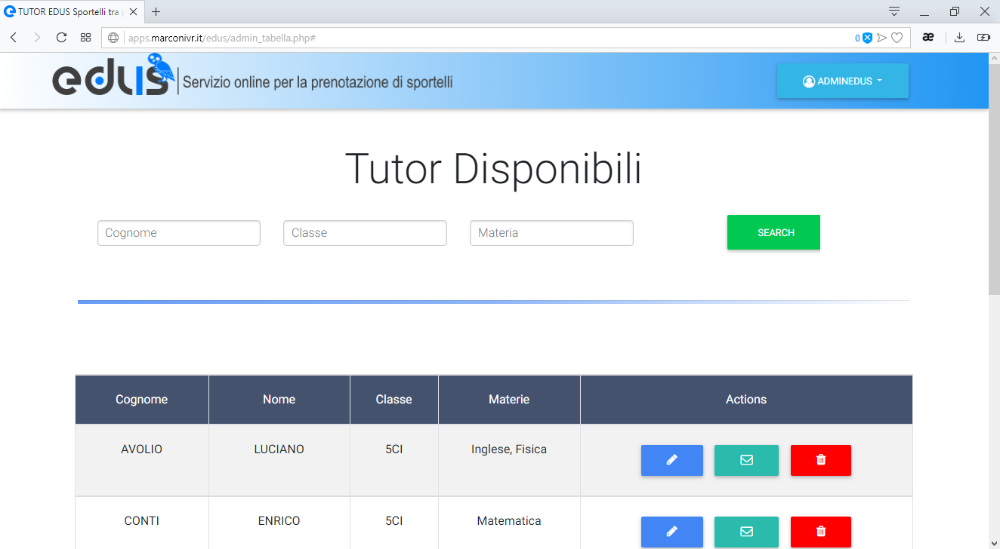 TUTOR EDUS Sportelli tra
apps.marconivr.it/edus/admin_tabella.php#
0
edus
Servizio online per la prenotazione di sportelli
ADMINEDUS
Tutor Disponibili
Cognome Classe Materia SEARCH
Cognome Nome Classe Materie Actions
AVOLIO LUCIANO 5CI Inglese, Fisica
CONTI ENRICO 5CI Matematica